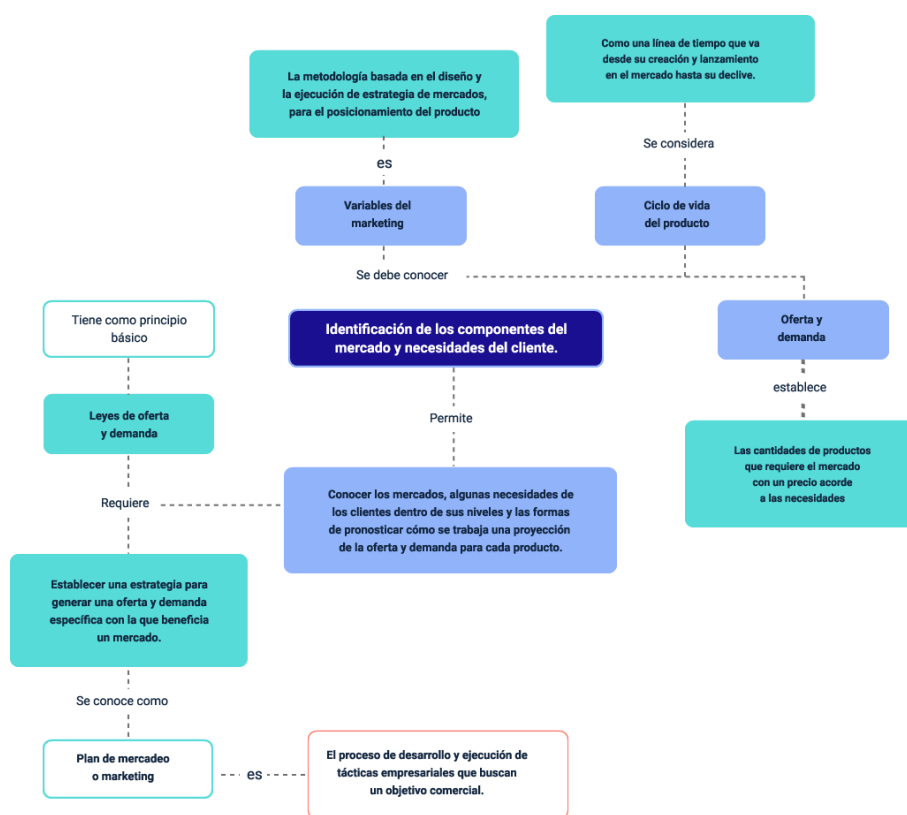 Como una línea de tiempo que va
desde su creación y lanzamiento
en el mercado hasta su declive.
La metodología basada en el diseño y
la ejecución de estrategia de mercados,
para el posicionamiento del producto
Se considera
es
Variables del
marketing
Ciclo de vida
del producto
Se debe conocer
Tiene como principio
básico
Identificación de los componentes del
mercado y necesidades del cliente.
Oferta y
demanda
establece
Leyes de oferta
y demanda
Permite
Las cantidades de productos
que requiere el mercado
con un precio acorde
a las necesidades
Requiere
Conocer los mercados, algunas necesidades de
los clientes dentro de sus niveles y las formas
de pronosticar cómo se trabaja una proyección
de la oferta y demanda para cada producto.
Establecer una estrategia para
generar una oferta y demanda
específica con la que beneficia
un mercado.
Se conoce como
Plan de mercadeo
o marketing
es
El proceso de desarrollo y ejecución de
tácticas empresariales que buscan
un objetivo comercial.